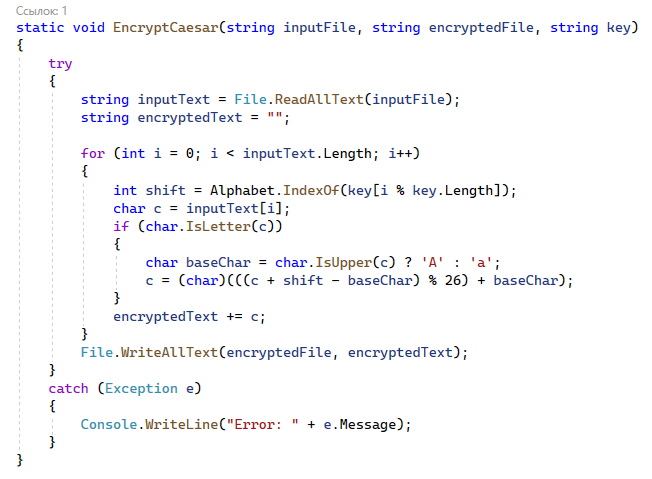 Ссылок: 1
static void EncryptCaesar(string inputFile, string encryptedFile, string key)
{
    try
    {
        string inputText = File.ReadAllText(inputFile);
        string encryptedText = "";

        for (int i = 0; i < inputText.Length; i++)
        {
            int shift = Alphabet.IndexOf(key[i % key.Length]);
            char c = inputText[i];
            if (char.IsLetter(c))
            {
                char baseChar = char.IsUpper(c) ? 'A' : 'a';
                c = (char)(((c + shift - baseChar) % 26) + baseChar);
            }
            encryptedText += c;
        }
        File.WriteAllText(encryptedFile, encryptedText);
    }
    catch (Exception e)
    {
        Console.WriteLine("Error: " + e.Message);
    }
}